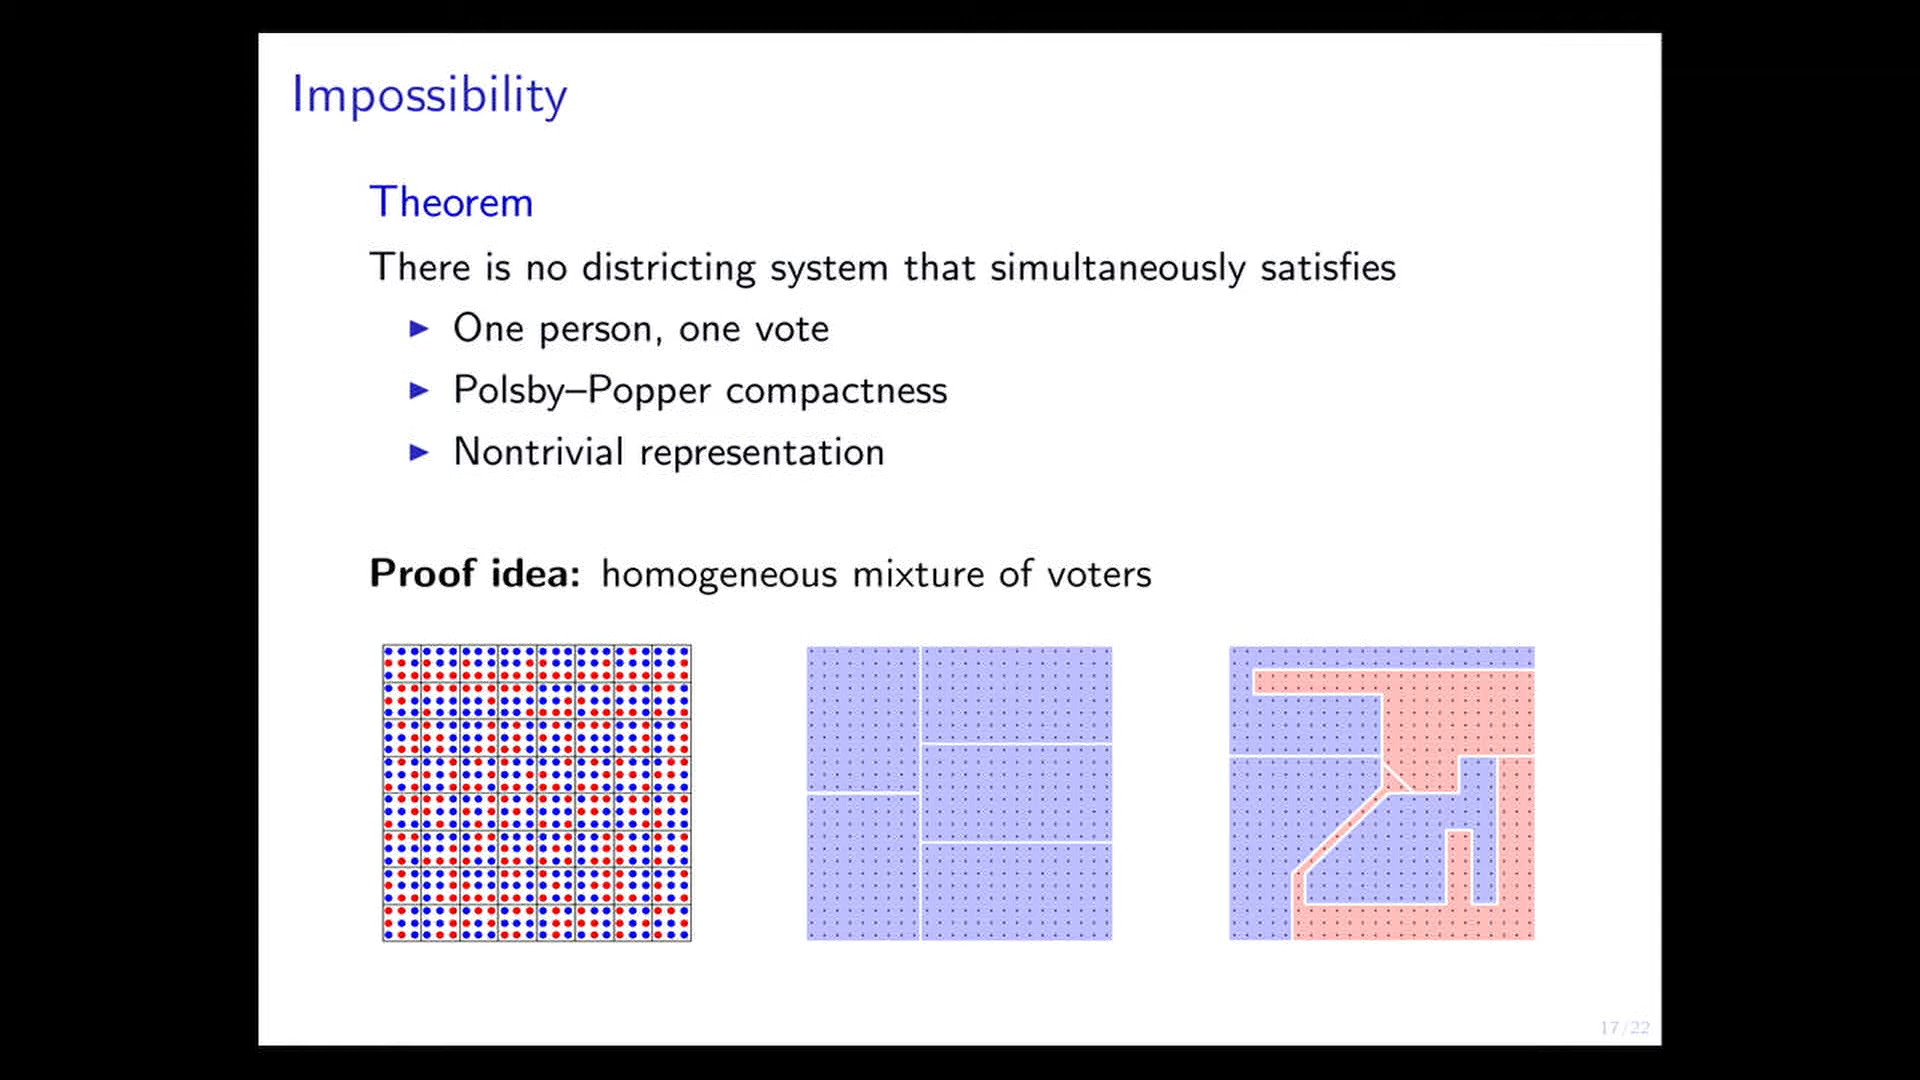 Impossibility
Theorem
There is no districting system that simultaneously satisfies
▶ One person, one vote
▶ Polsby–Popper compactness
▶ Nontrivial representation
Proof idea: homogeneous mixture of voters
17/22